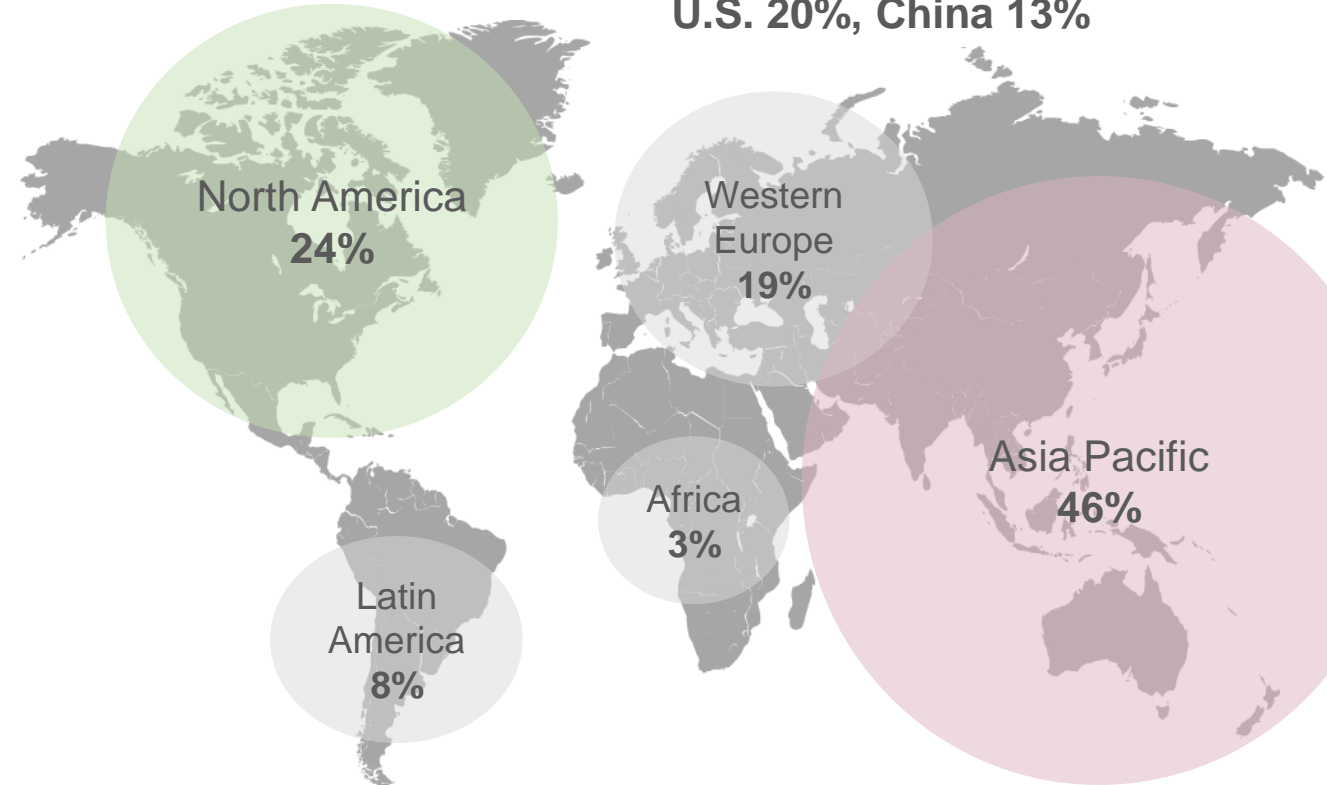 U.S. 20%, China 13%
North America
24%
Western
Europe
19%
Asia Pacific
46%
Africa
3%
Latin
America
8%